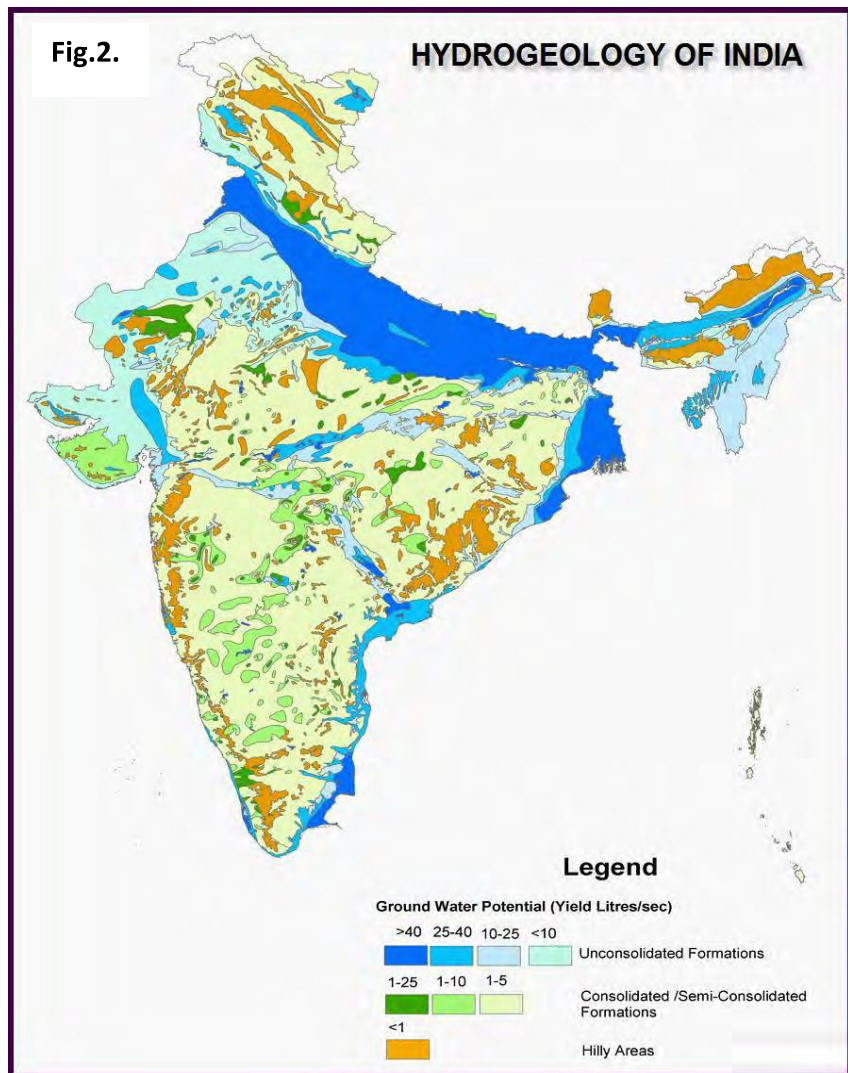 Fig.2.
HYDROGEOLOGY OF INDIA
Legend
Ground Water Potential (Yield Litres/sec)
>40 25-40 10-25 <10
Unconsolidated Formations
1-25 1-10 1-5
Consolidated /Semi-Consolidated
Formations
<1
Hilly Areas